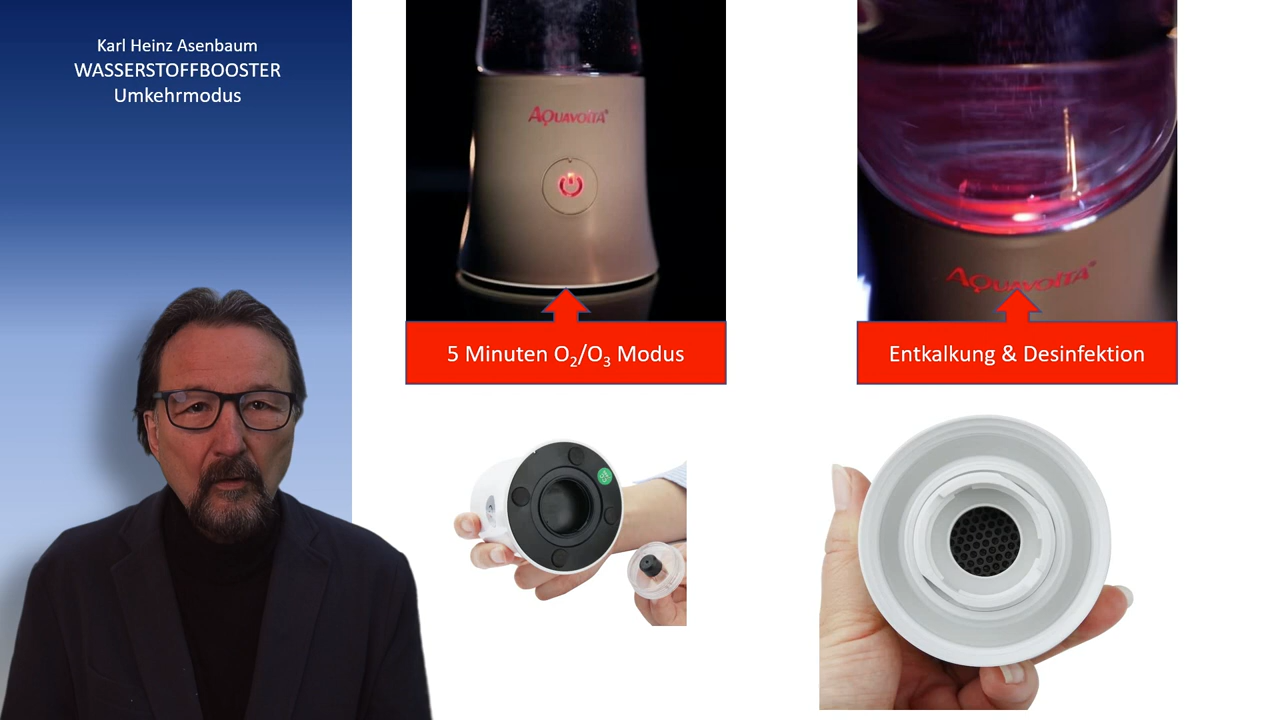 Karl Heinz Asenbaum
WASSERSTOFFBOOSTER
Umkehrmodus
AQUAVOLTA®
5 Minuten O₂/O₃ Modus
AQUAVOLTA®
Entkalkung & Desinfektion